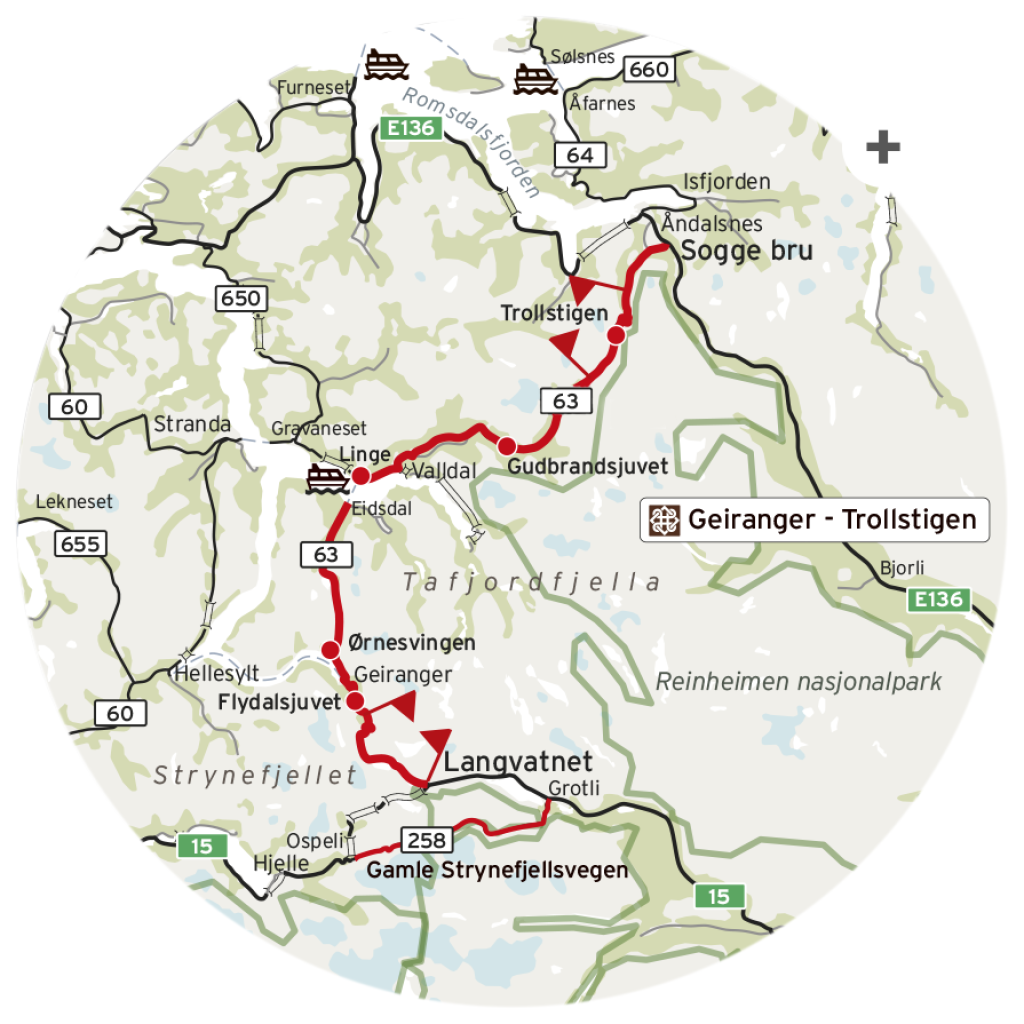 Sølsnes
660
Furneset
Åfarnes
Romsdalsfjorden
E136
64
Isfjorden
Åndalsnes
Sogge bru
650
Trollstigen
60
63
Stranda
Gravaneset
Linge
Gudbrandsjuvet
Valldal
Lekneset
Eidsdal
Geiranger - Trollstigen
655
63
Tafjordfjella
Bjorli
E136
Ørnesvingen
Hellesylt
Geiranger
Reinheimen nasjonalpark
Flydalsjuvet
60
Langvatnet
Strynefjellet
Grotli
15
Ospeli
258
Hjelle
Gamle Strynefjellsvegen
15